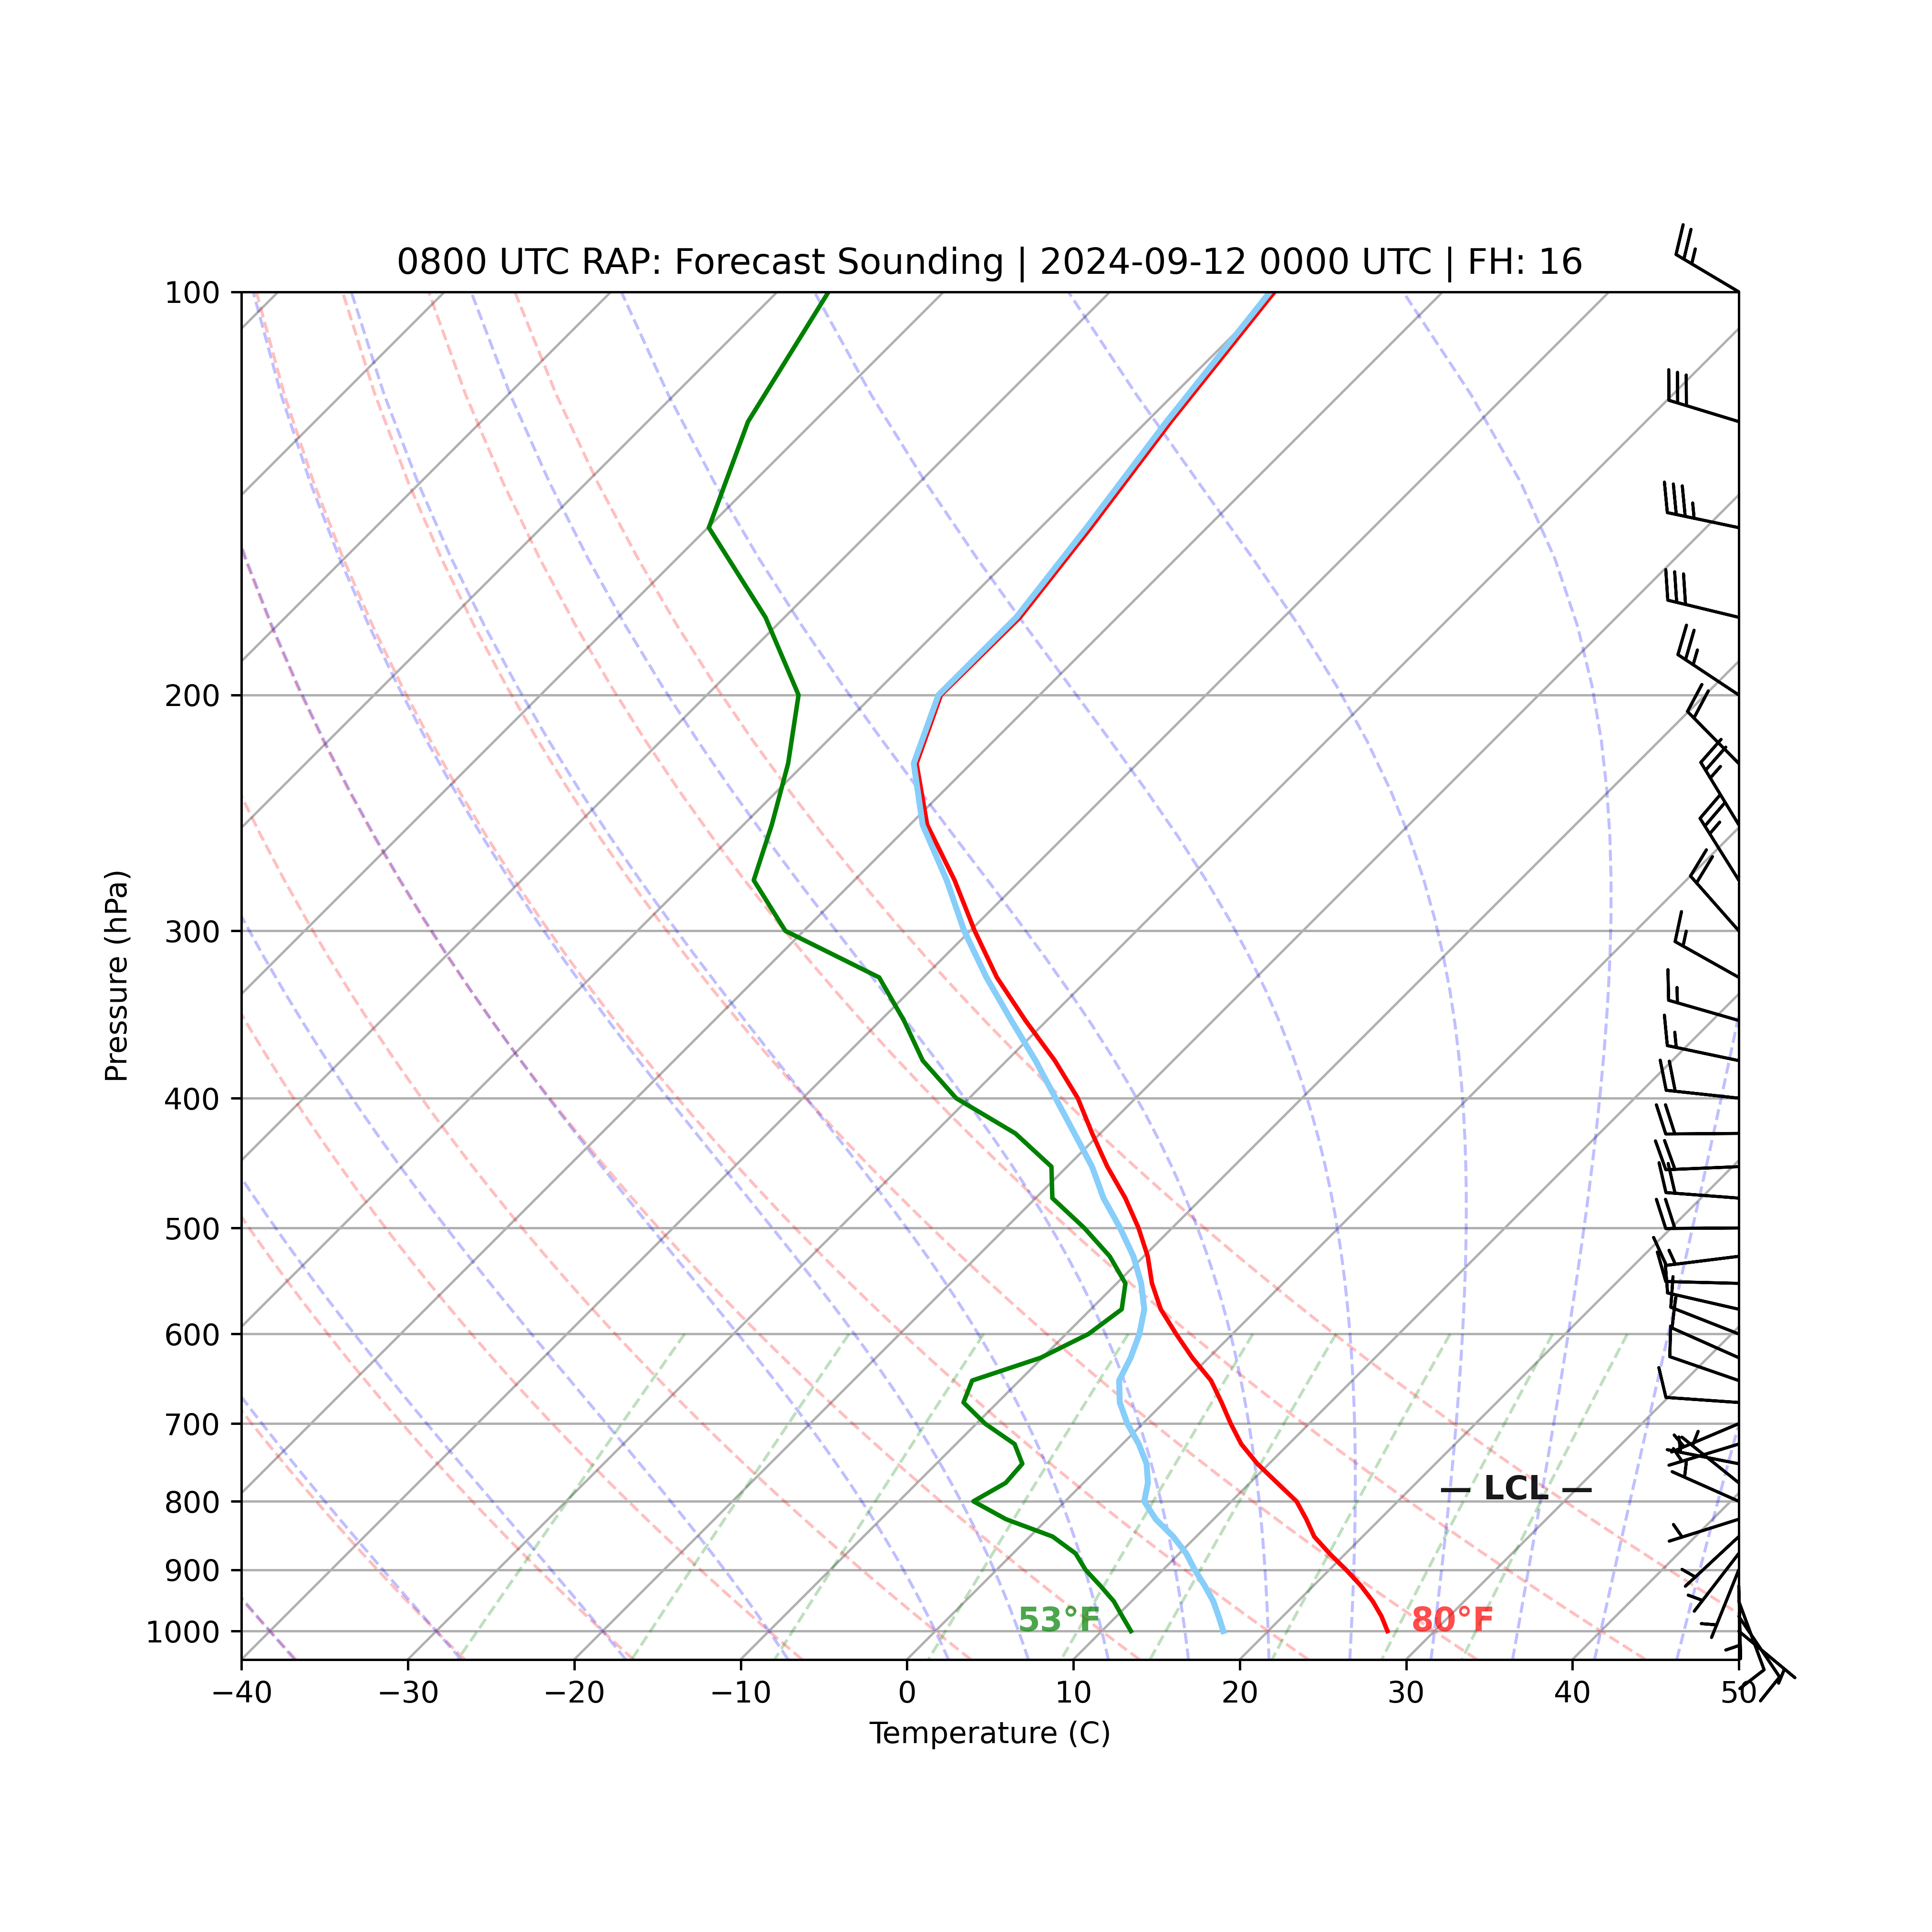 0800 UTC RAP: Forecast Sounding | 2024-09-12 0000 UTC | FH: 16
100
200
300
400
500
600
700
800
900
1000
Pressure (hPa)
— LCL —
53°F
80°F
−40 −30 −20 −10 0 10 20 30 40 50
Temperature (C)